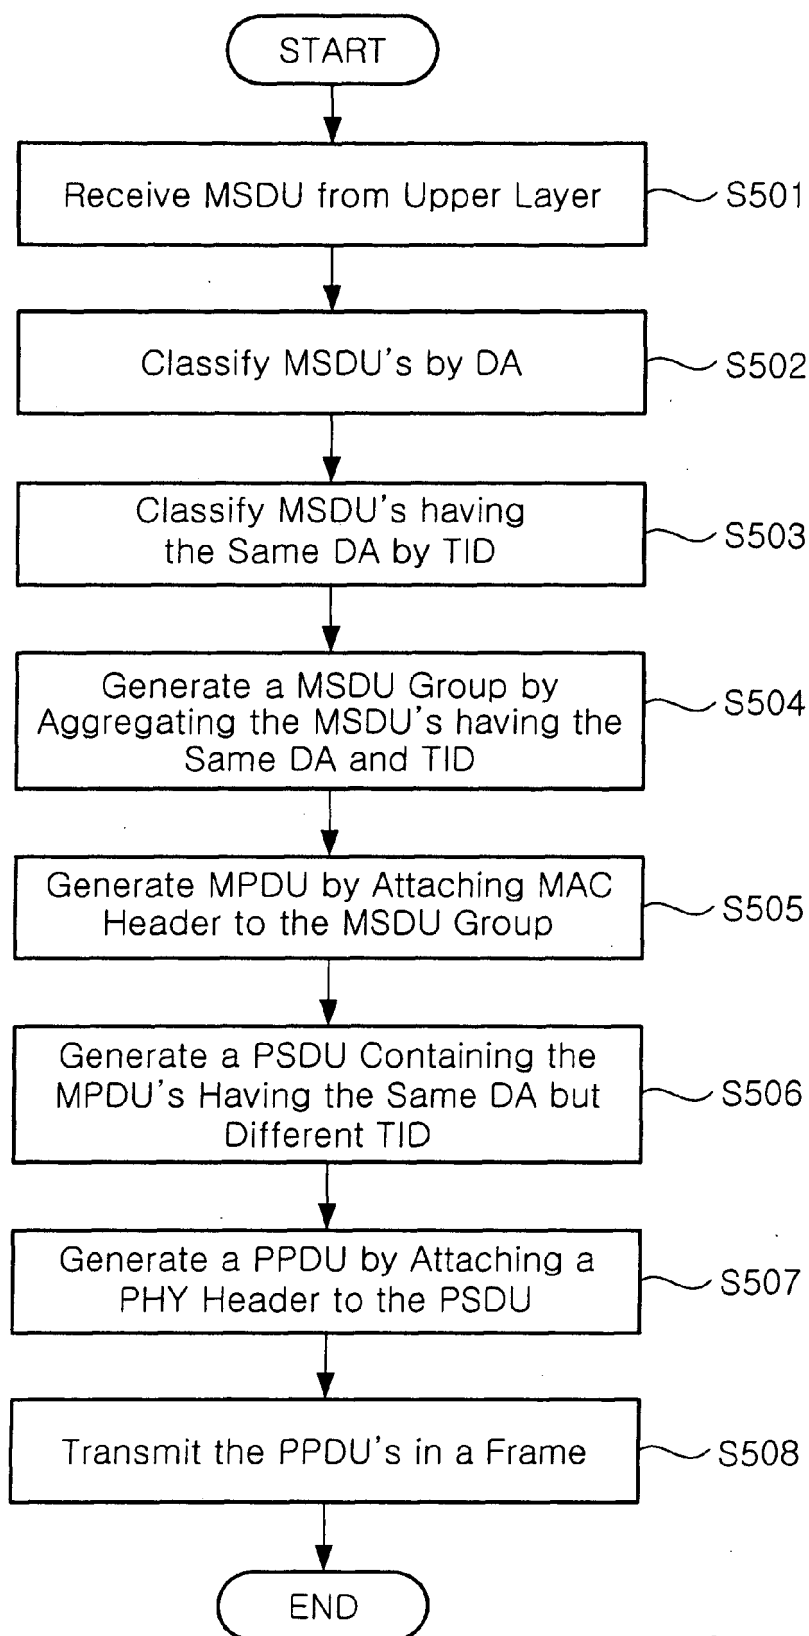 START
Receive MSDU from Upper Layer
S501
Classify MSDU's by DA
S502
Classify MSDU's having
the Same DA by TID
S503
Generate a MSDU Group by
Aggregating the MSDU's having the
Same DA and TID
S504
Generate MPDU by Attaching MAC
Header to the MSDU Group
S505
Generate a PSDU Containing the
MPDU's Having the Same DA but
Different TID
S506
Generate a PPDU by Attaching a
PHY Header to the PSDU
S507
Transmit the PPDU's in a Frame
S508
END